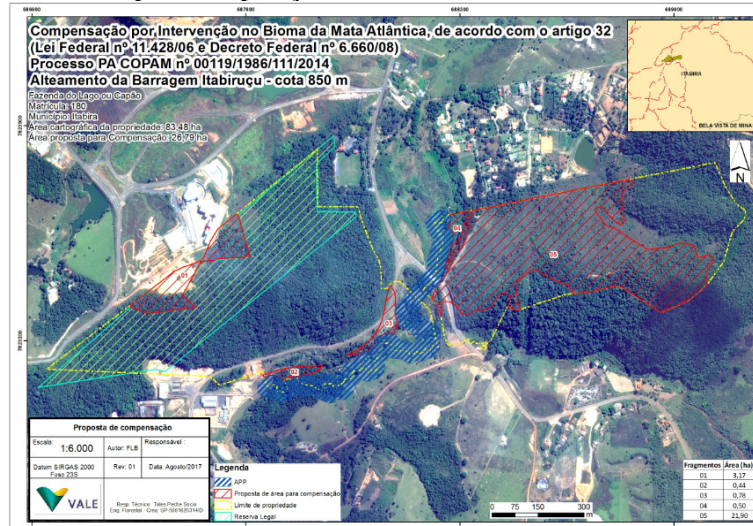 686900
687600
688300
689000
Compensação por Intervenção no Bioma da Mata Atlântica, de acordo com o artigo 32
(Lei Federal nº 11.428/06 e Decreto Federal nº 6.660/08)
Processo PA COPAM nº 00119/1986/111/2014
Alteamento da Barragem Itabiruçu - cota 850 m
Fazenda do Lago ou Capão
Matrícula: 180
Município: Itabira
Área cartográfica da propriedade: 83,48 ha
Área proposta para Compensação: 26,79 ha
ITABIRA
BELA VISTA DE MINA
N
04
05
01
03
02
Proposta de compensação
Escala: 1:6.000
Autor: FLB
Responsável :
Datum SIRGAS 2000
Fuso 23S
Rev: 01
Data: Agosto/2017
VALE
Legenda
APP
Proposta de área para compensação
Limite de propriedade
Reserva Legal
0 75 150 300
m
Fragmentos Área (ha)
01 3,17
02 0,44
03 0,78
04 0,50
05 21,90